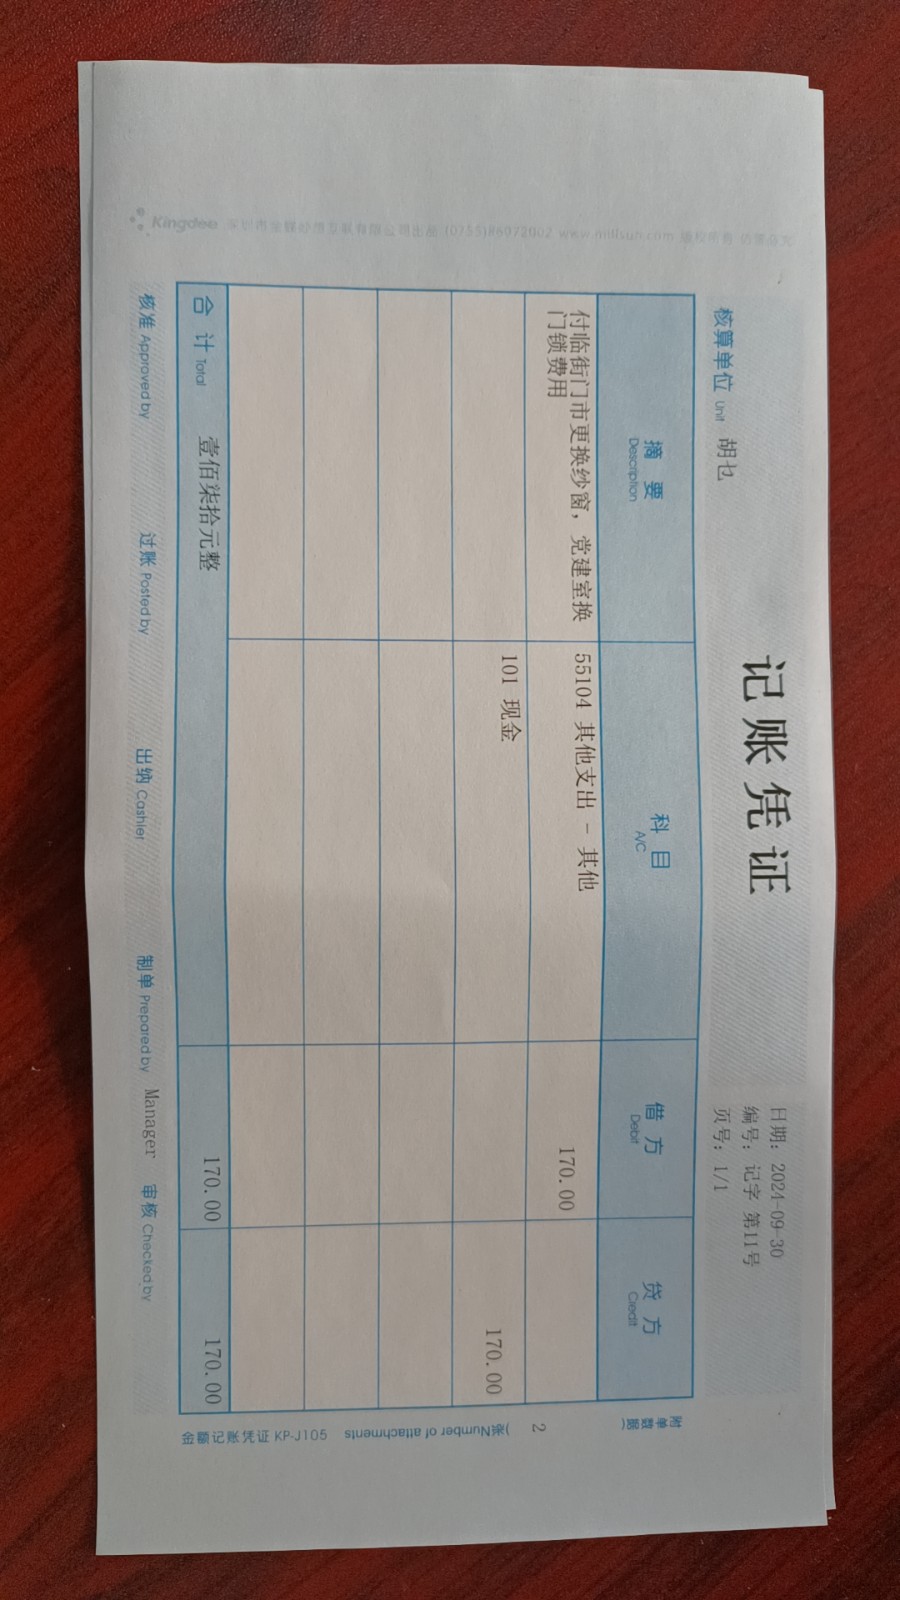 记账凭证
日期: 2024-09-30
编号: 记字 第11号
页号: 1/1
核算单位 Unit 胡乜
摘要 Description 科目 A/C 借方 Debit 贷方 Credit
付临街门市更换纱窗，党建室换门锁费用 55104 其他支出 - 其他 170.00
101 现金 170.00
合计 Total 壹佰柒拾元整 170.00 170.00
附单据数
2
张 Number of attachments
金蝶记账凭证 KP-J105
核准 Approved by 过账 Posted by 出纳 Cashier 制单 Prepared by Manager 审核 Checked by
Kingdee (0755)86072002